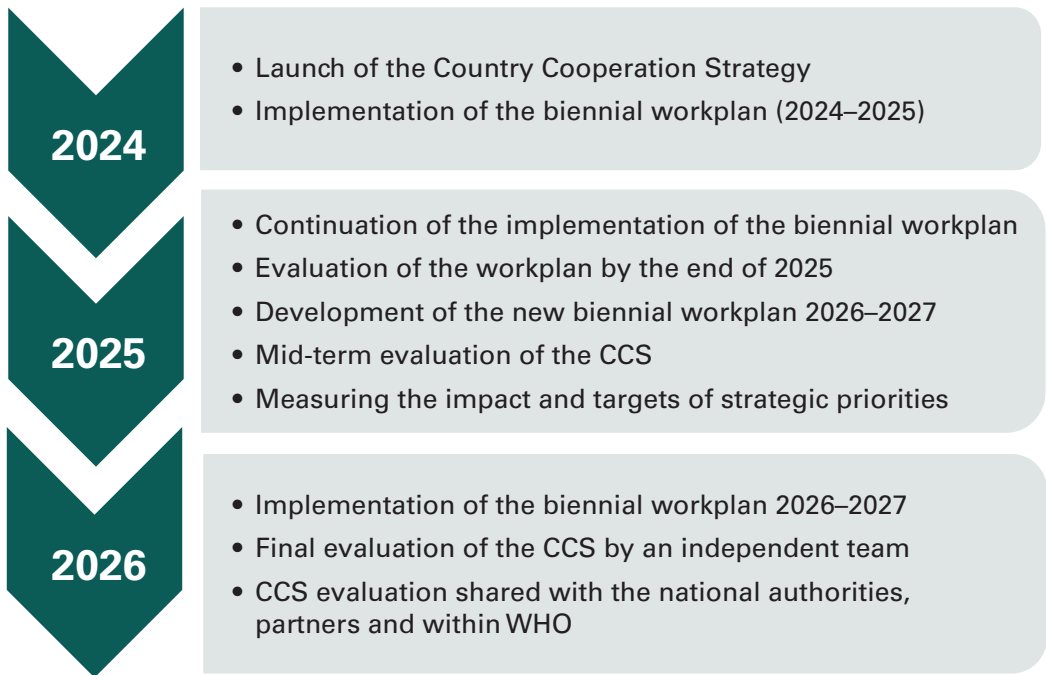 2024
• Launch of the Country Cooperation Strategy
• Implementation of the biennial workplan (2024–2025)
2025
• Continuation of the implementation of the biennial workplan
• Evaluation of the workplan by the end of 2025
• Development of the new biennial workplan 2026–2027
• Mid-term evaluation of the CCS
• Measuring the impact and targets of strategic priorities
2026
• Implementation of the biennial workplan 2026–2027
• Final evaluation of the CCS by an independent team
• CCS evaluation shared with the national authorities,
partners and within WHO